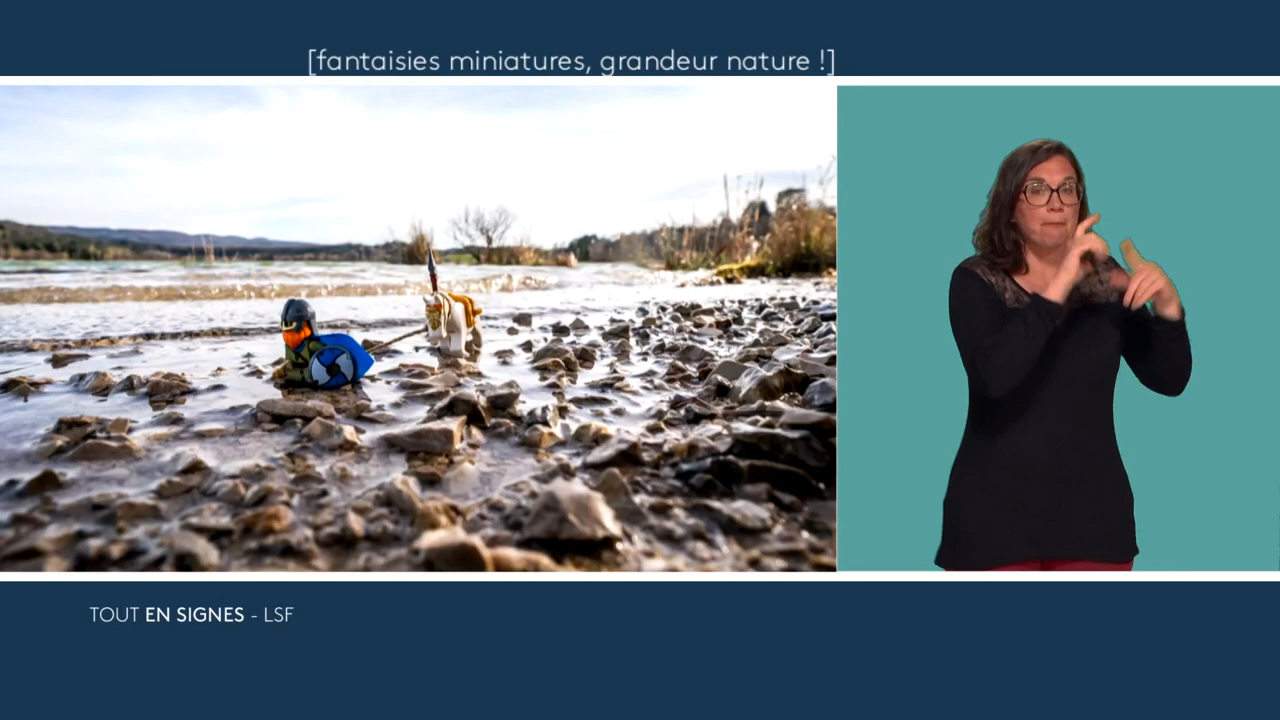 [fantaisies miniatures, grandeur nature !]
TOUT EN SIGNES - LSF